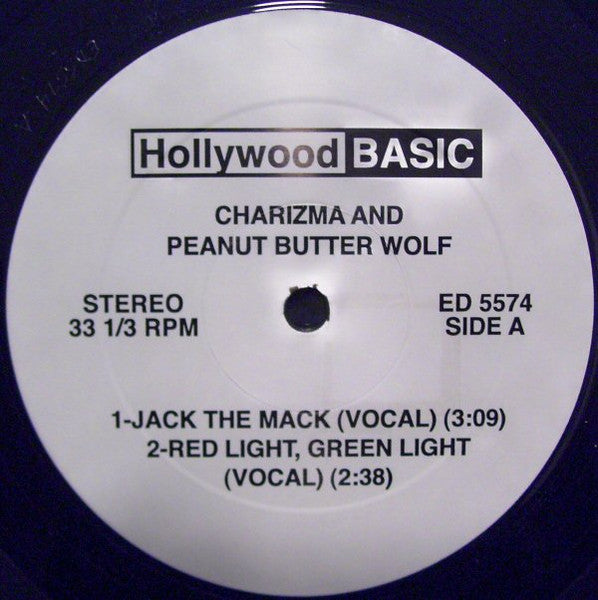 Hollywood BASIC
CHARIZMA AND
PEANUT BUTTER WOLF
STEREO
33 1/3 RPM
ED 5574
SIDE A
1-JACK THE MACK (VOCAL) (3:09)
2-RED LIGHT, GREEN LIGHT
(VOCAL) (2:38)